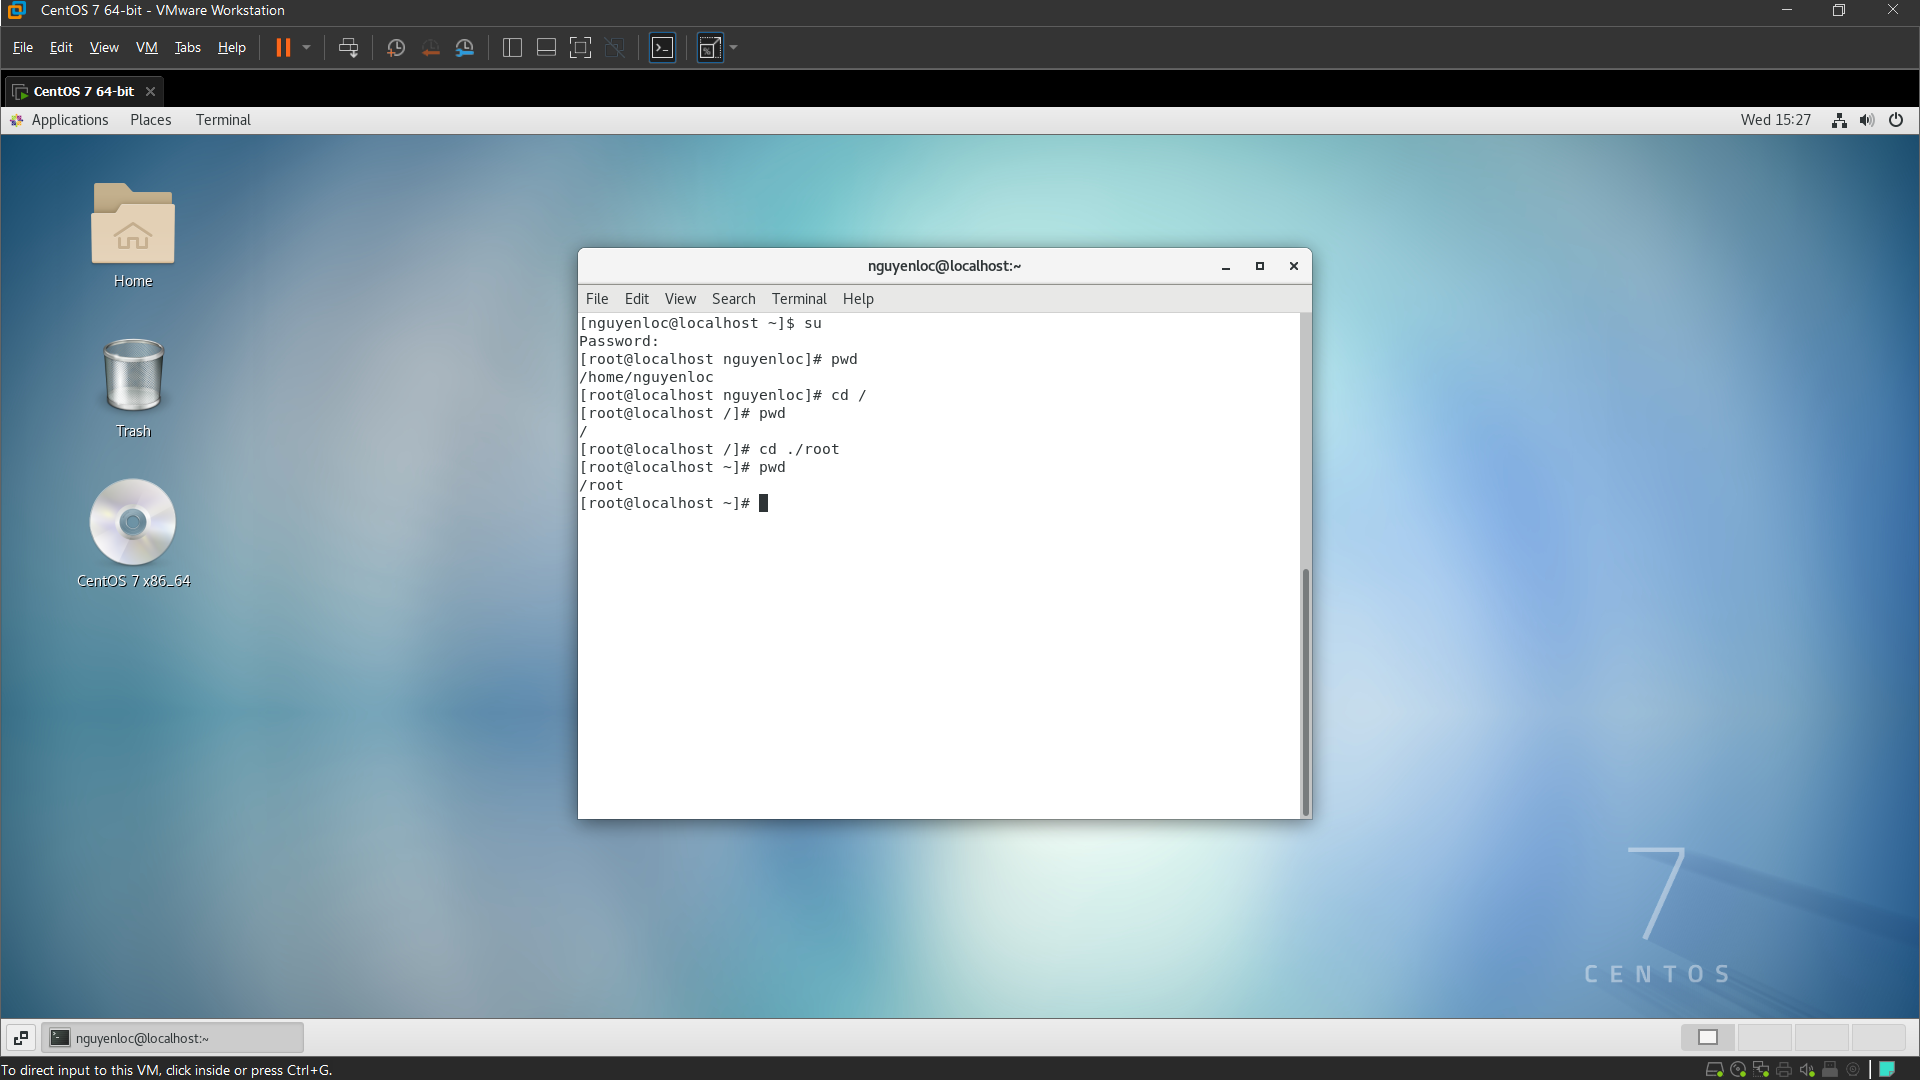 CentOS 7 64-bit - VMware Workstation
File Edit View VM Tabs Help
CentOS 7 64-bit
Applications Places Terminal Wed 15:27
Home
Trash
CentOS 7 x86_64
nguyenloc@localhost:~
File Edit View Search Terminal Help
[nguyenloc@localhost ~]$ su
Password:
[root@localhost nguyenloc]# pwd
/home/nguyenloc
[root@localhost nguyenloc]# cd /
[root@localhost /]# pwd
/
[root@localhost /]# cd ./root
[root@localhost ~]# pwd
/root
[root@localhost ~]#
7
CENTOS
nguyenloc@localhost:~
To direct input to this VM, click inside or press Ctrl+G.